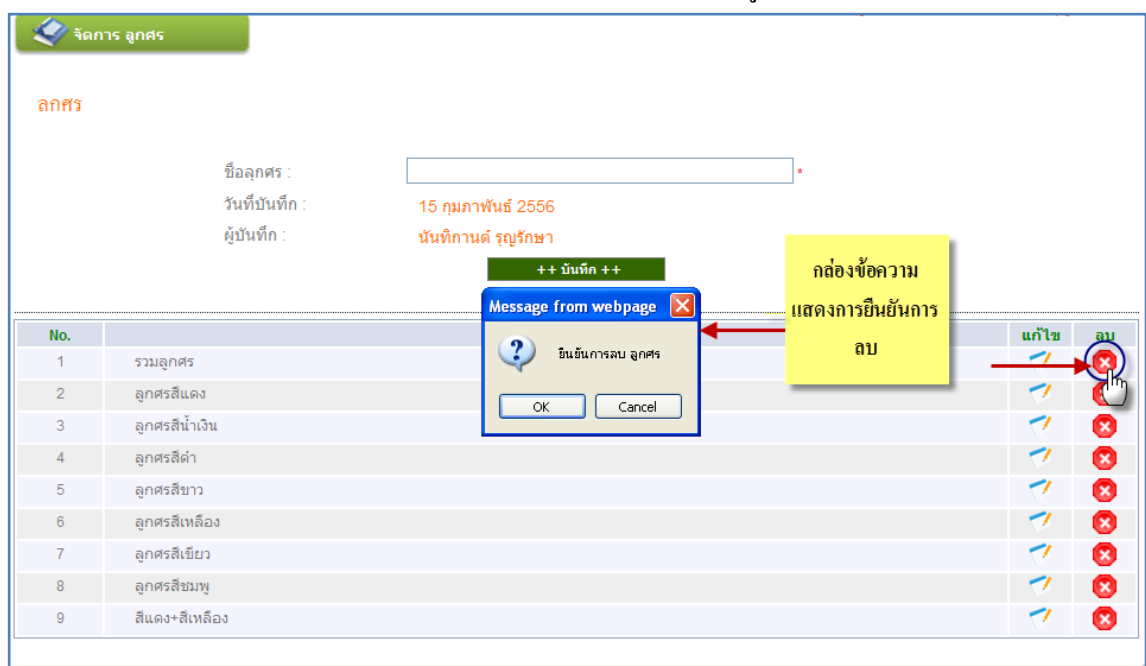 จัดการ ลูกศร
ลกศร
ชื่อลุกศร :
*
วันที่บันทึก :
15 กุมภาพันธ์ 2556
ผู้บันทึก :
นันทิกานต์ รุญรักษา
++ บันทึก ++
กล่องข้อความ
แสดงการยืนยันการ
ลบ
Message from webpage
ยืนยันการลบ ลูกศร
OK
Cancel
No.
แก้ไข
ลบ
1 รวมลูกศร
2 ลูกศรสีแดง
3 ลูกศรสีน้ำเงิน
4 ลูกศรสีดำ
5 ลูกศรสีขาว
6 ลูกศรสีเหลือง
7 ลูกศรสีเขียว
8 ลูกศรสีชมพู
9 สีแดง+สีเหลือง